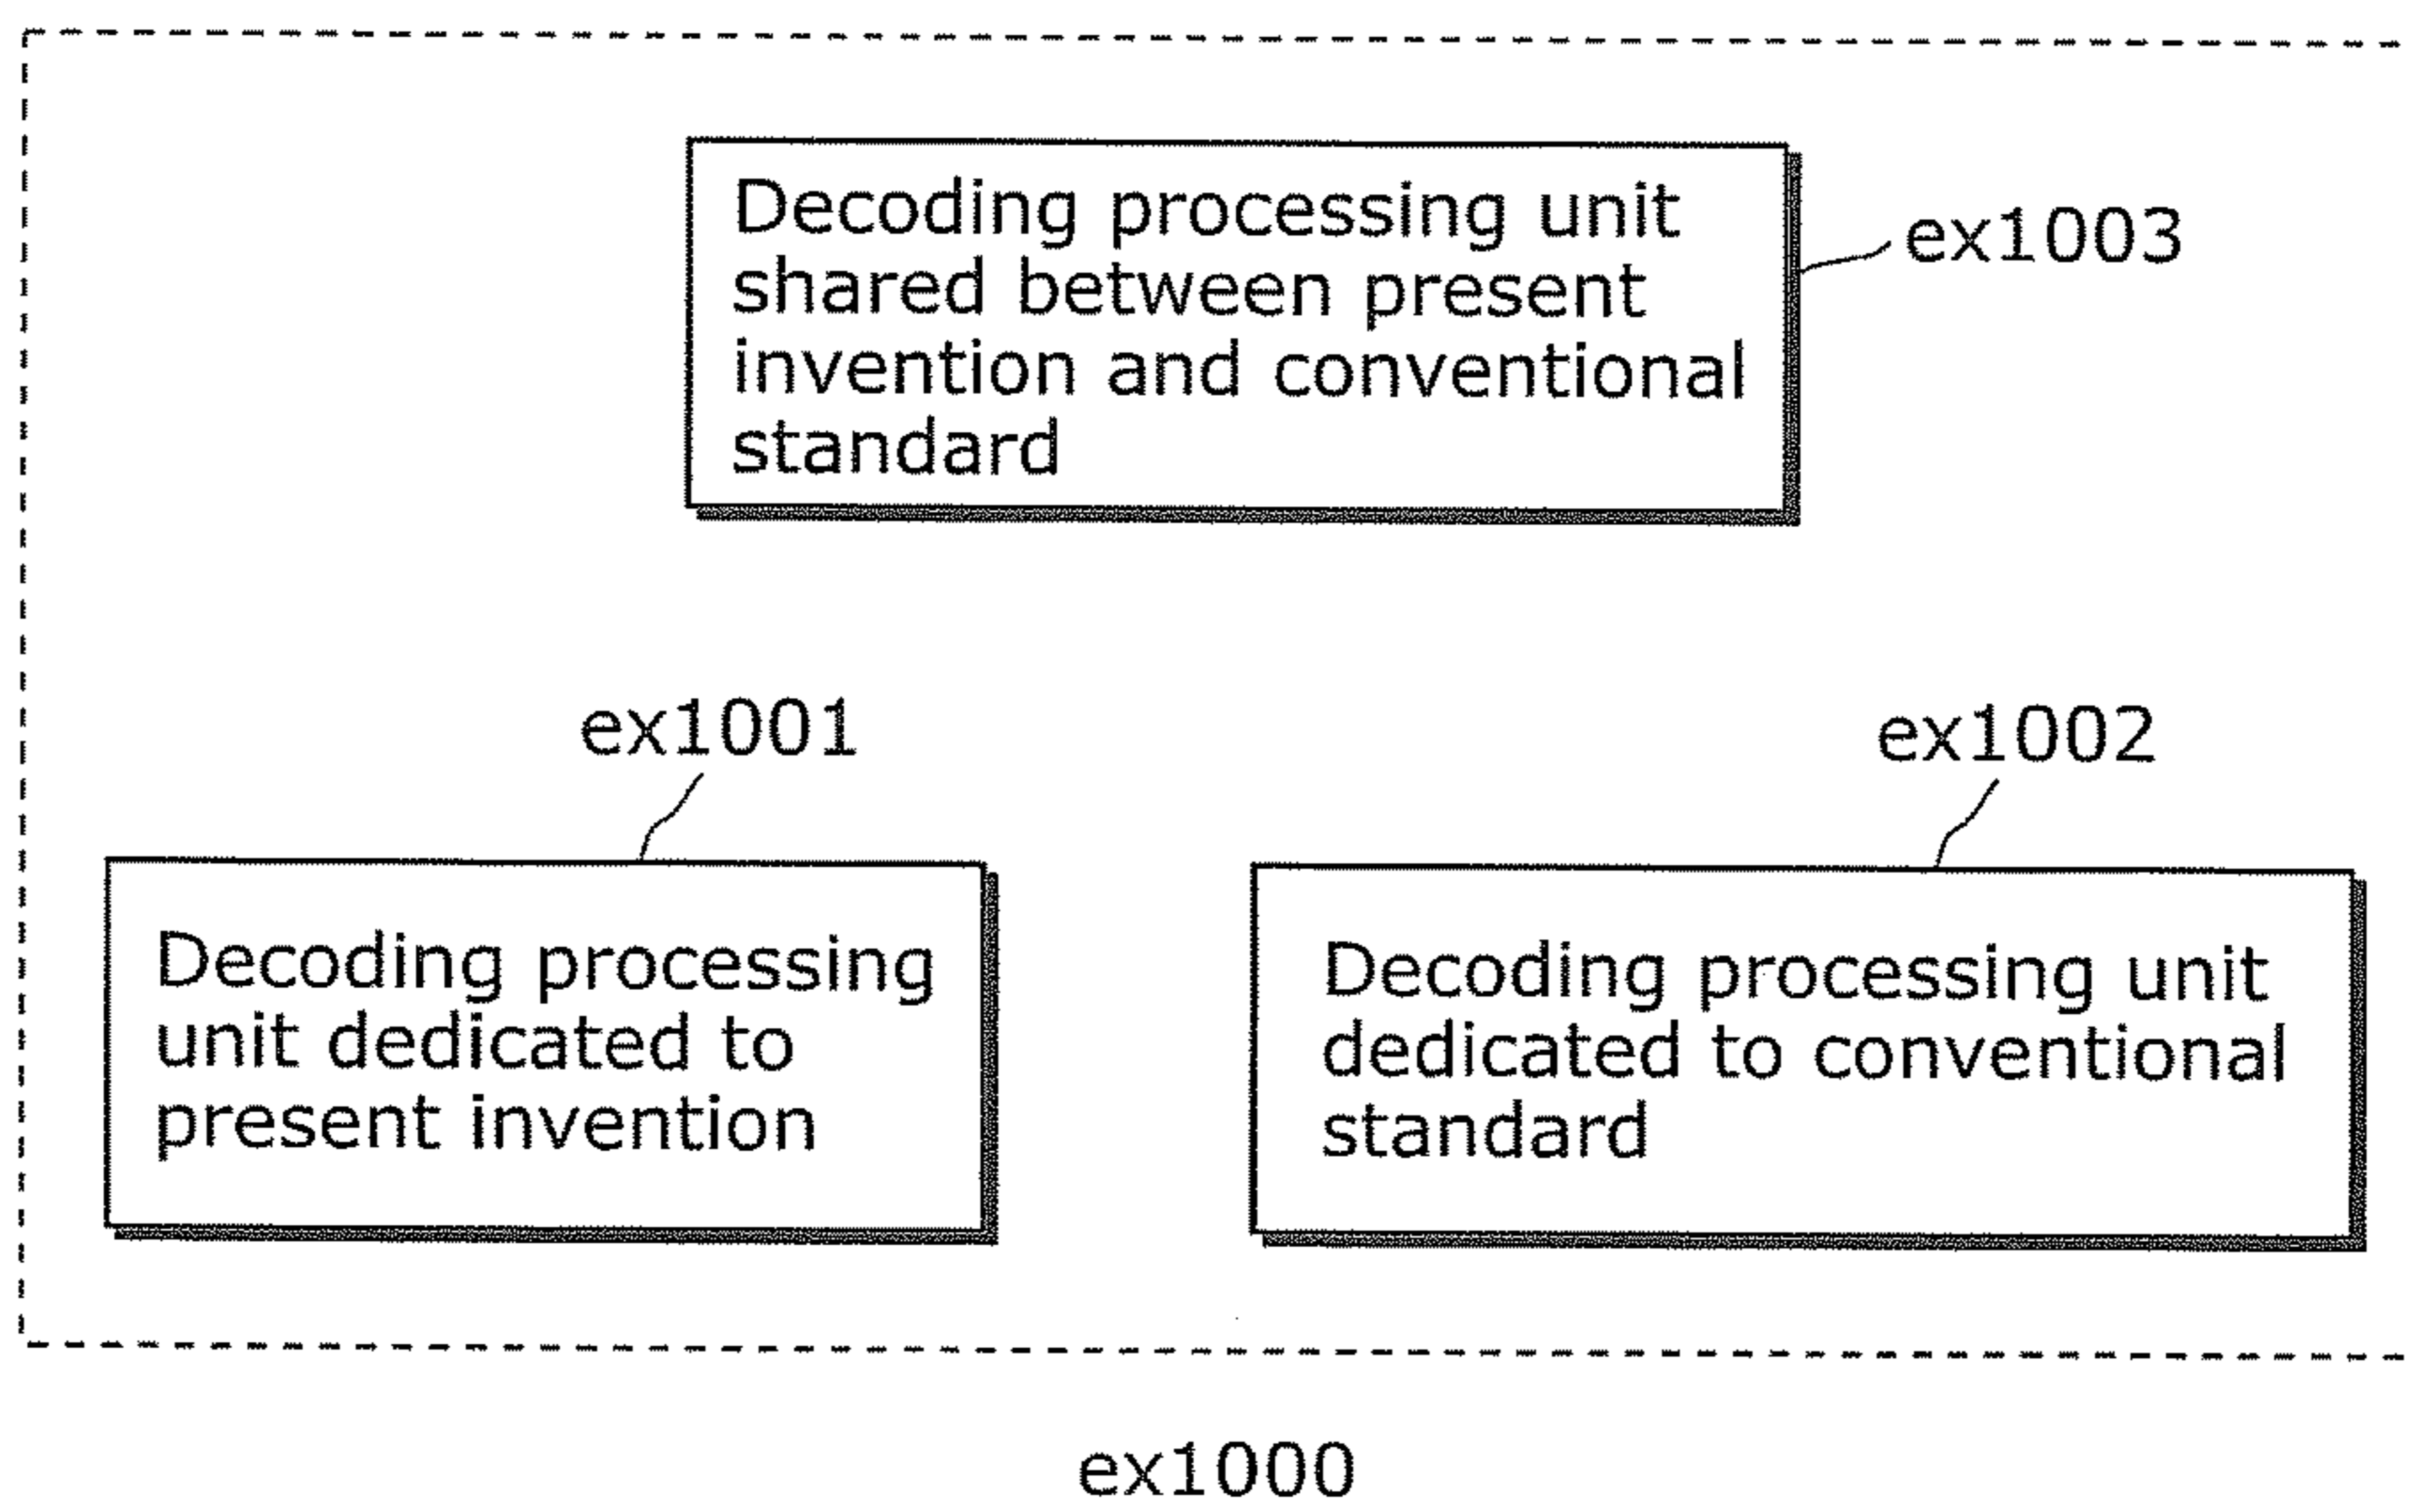 Decoding processing unit
shared between present
invention and conventional
standard
ex1003
ex1001
ex1002
Decoding processing
unit dedicated to
present invention
Decoding processing unit
dedicated to conventional
standard
ex1000